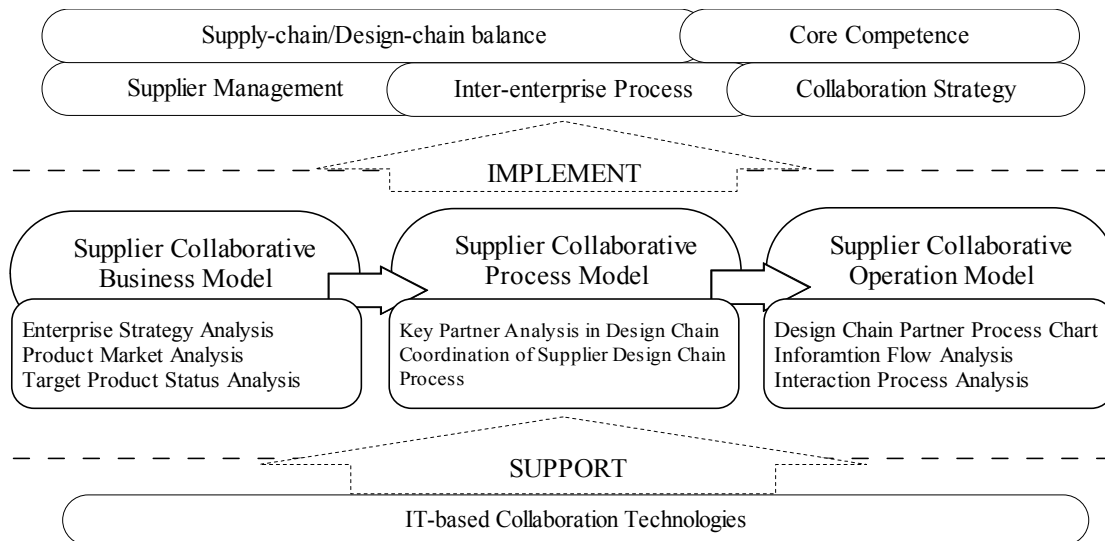 Supply-chain/Design-chain balance
Core Competence
Supplier Management
Inter-enterprise Process
Collaboration Strategy
IMPLEMENT
Supplier Collaborative
Business Model
Enterprise Strategy Analysis
Product Market Analysis
Target Product Status Analysis
Supplier Collaborative
Process Model
Key Partner Analysis in Design Chain
Coordination of Supplier Design Chain
Process
Supplier Collaborative
Operation Model
Design Chain Partner Process Chart
Inforamtion Flow Analysis
Interaction Process Analysis
SUPPORT
IT-based Collaboration Technologies